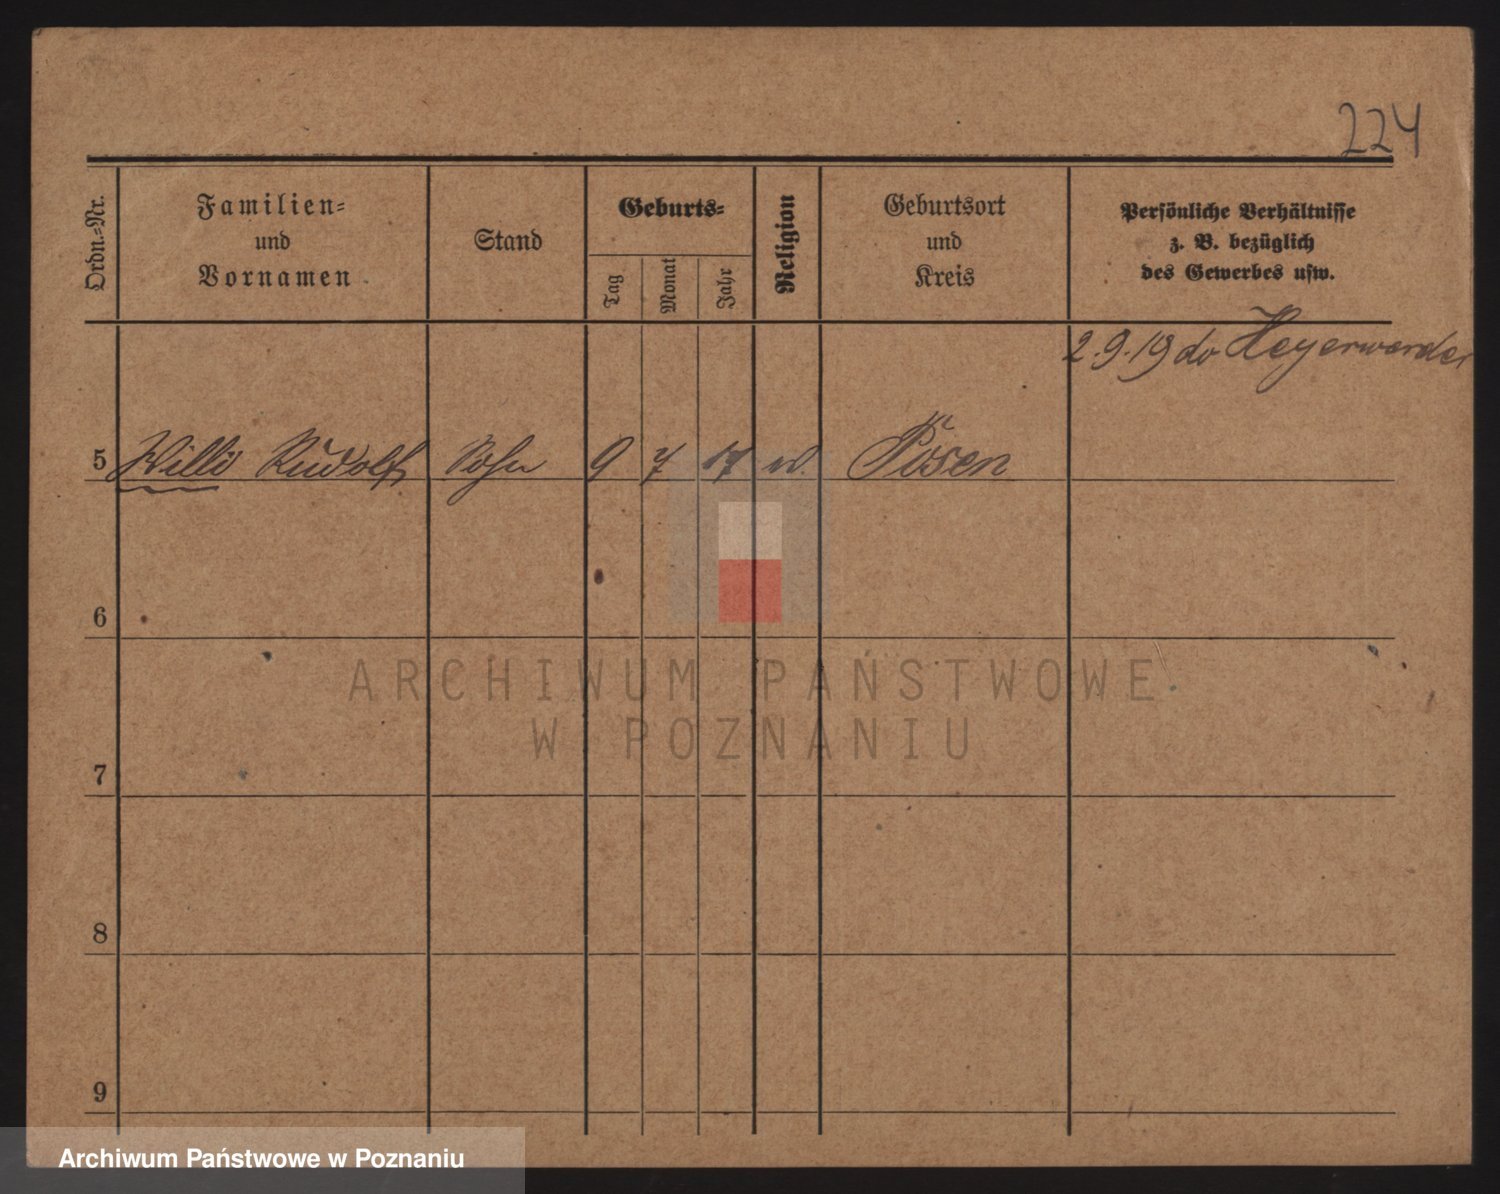 224
Ordn.-Nr.
Familien-
und
Vornamen
Stand
Geburts-
Tag
Monat
Jahr
Religion
Geburtsort
und
Kreis
Persönliche Verhältnisse
z. B. bezüglich
des Gewerbes usw.
2.9.19 do Heyerwerder
5 Willi Rudolf Sohn 9 7 17 ev. Posen
6
7
8
9
ARCHIWUM PAŃSTWOWE
W POZNANIU
Archiwum Państwowe w Poznaniu